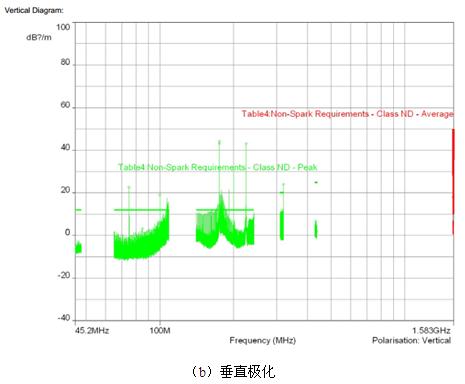 Vertical Diagram:
dB?/m
100
80
60
Table4:Non-Spark Requirements - Class ND - Average
40
Table4:Non-Spark Requirements - Class ND - Peak
20
0
-20
-40
45.2MHz 100M 1.583GHz
Frequency (MHz) Polarisation: Vertical
(b) 垂直极化